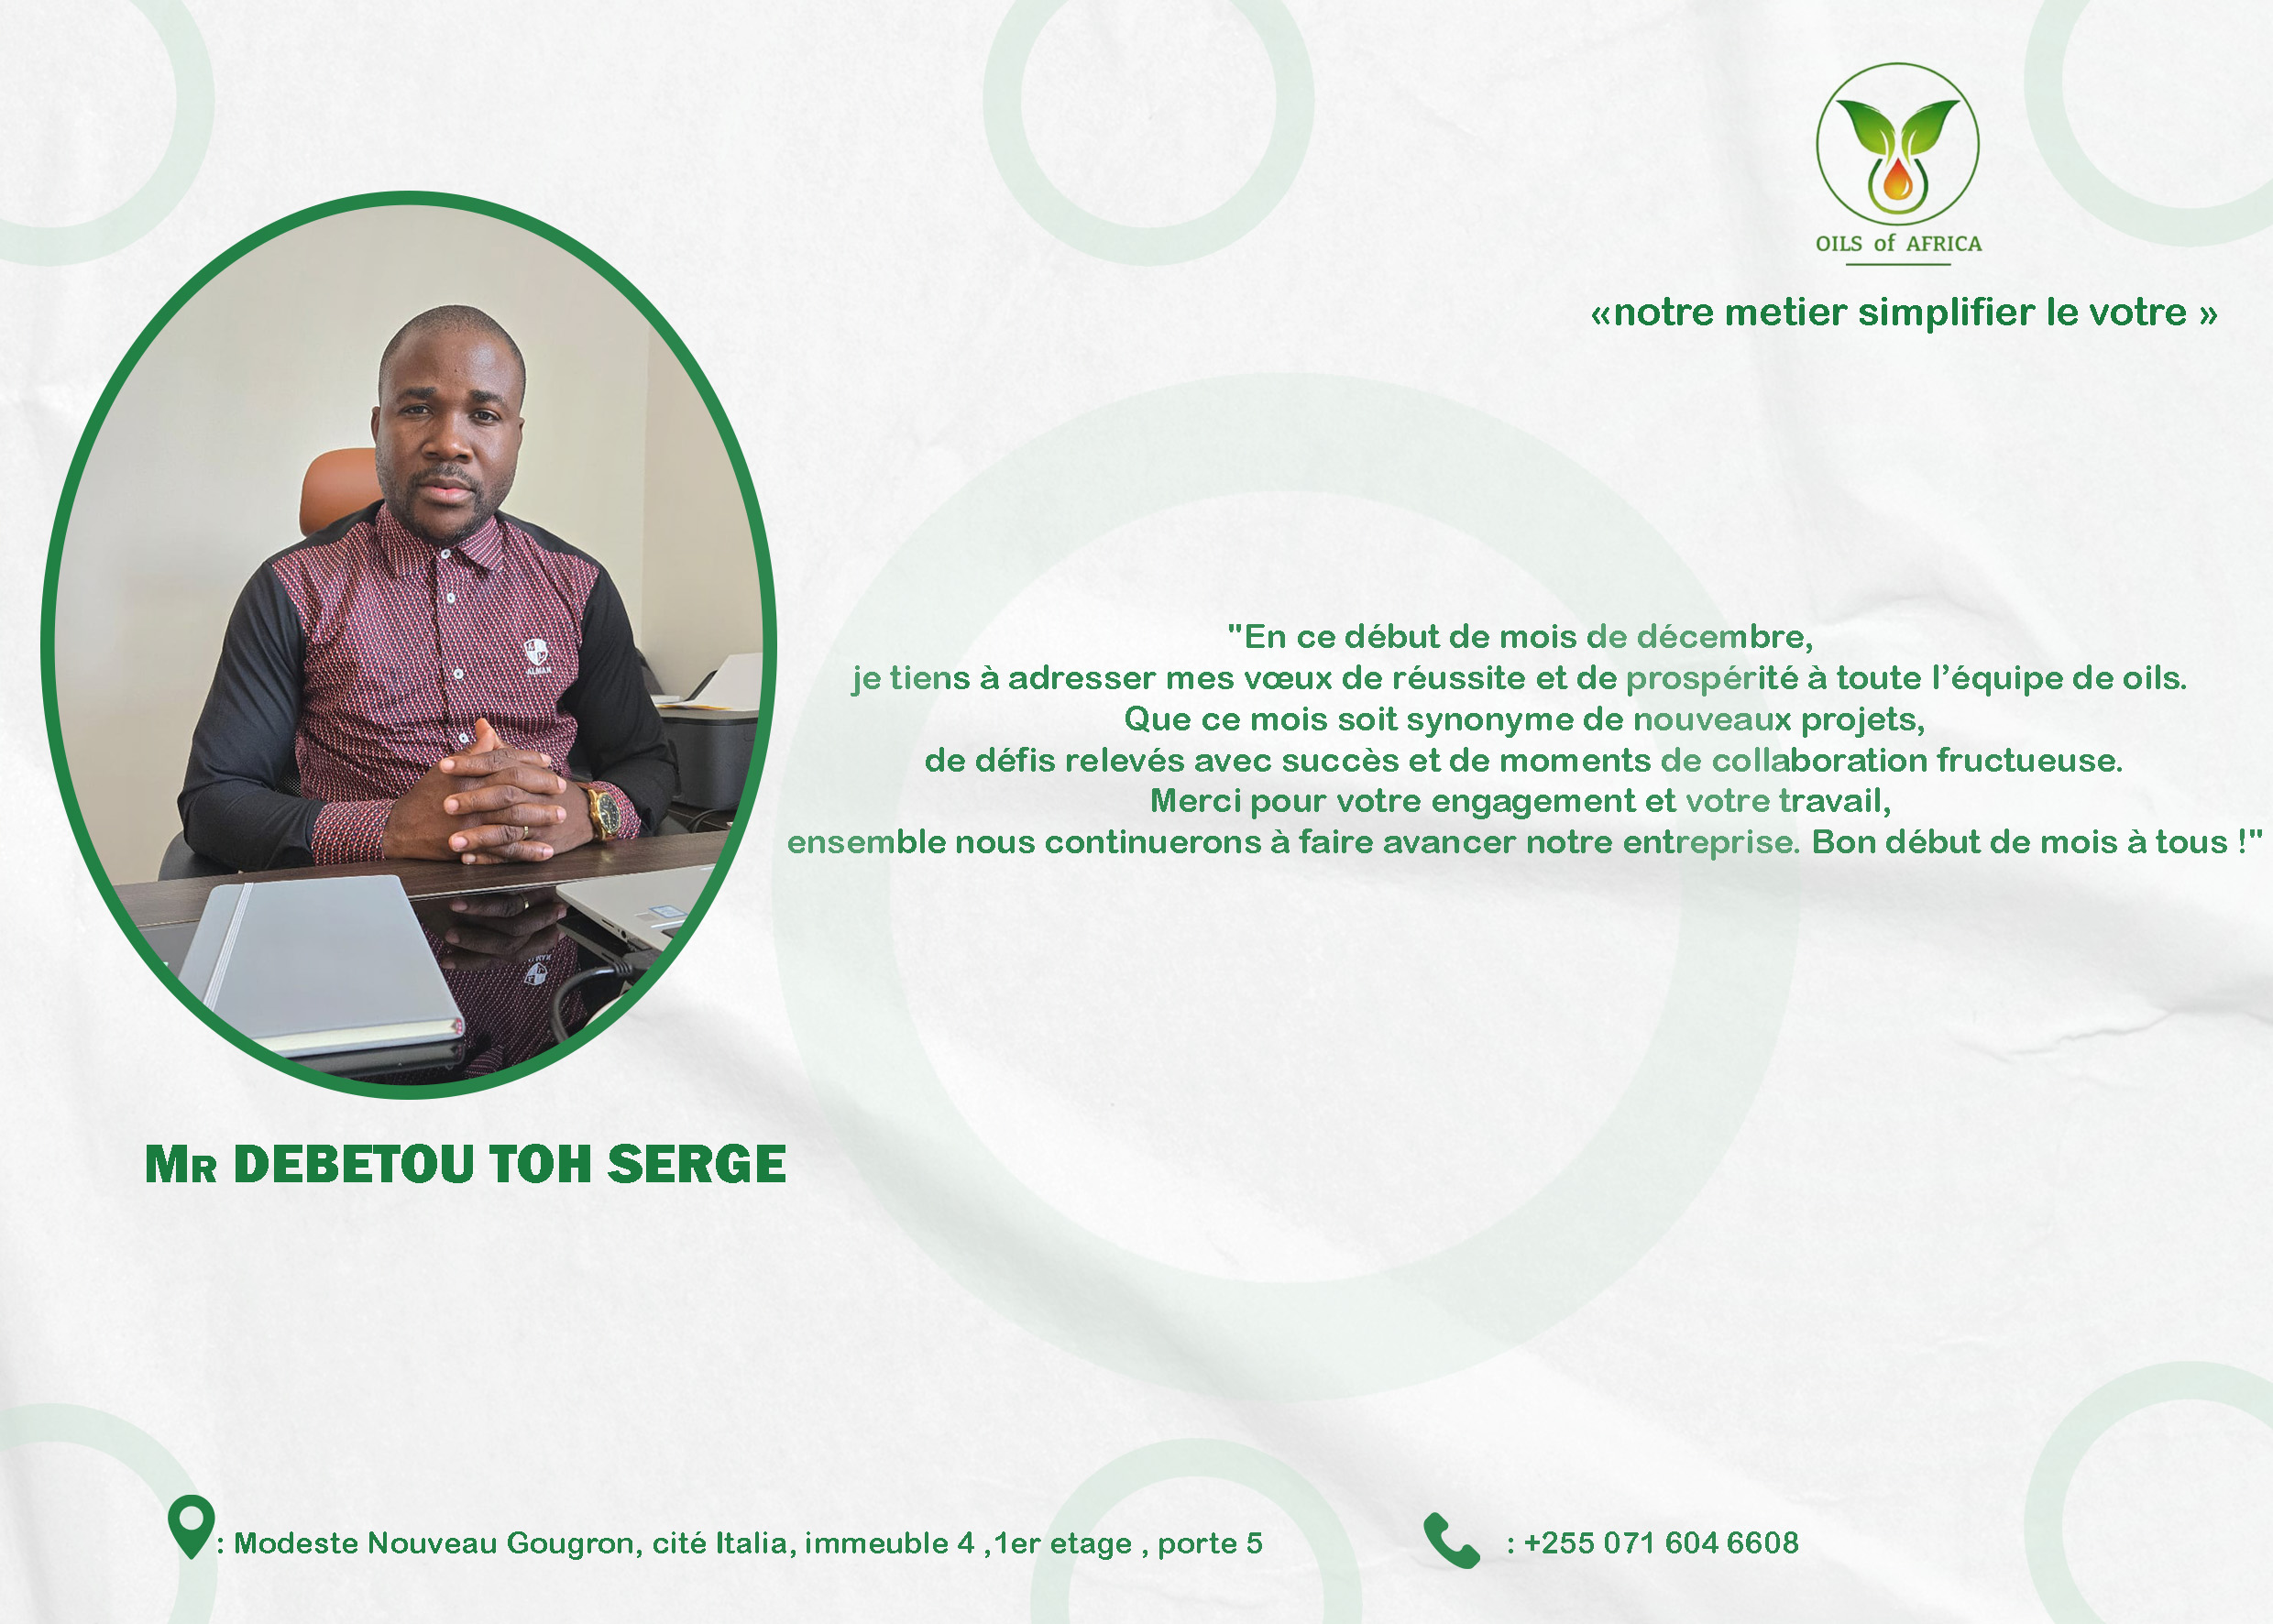 OILS of AFRICA
«notre metier simplifier le votre »
"En ce début de mois de décembre,
je tiens à adresser mes vœux de réussite et de prospérité à toute l’équipe de oils.
Que ce mois soit synonyme de nouveaux projets,
de défis relevés avec succès et de moments de collaboration fructueuse.
Merci pour votre engagement et votre travail,
ensemble nous continuerons à faire avancer notre entreprise. Bon début de mois à tous !"
Mr DEBETOU TOH SERGE
: Modeste Nouveau Gougron, cité Italia, immeuble 4 ,1er etage , porte 5
: +255 071 604 6608